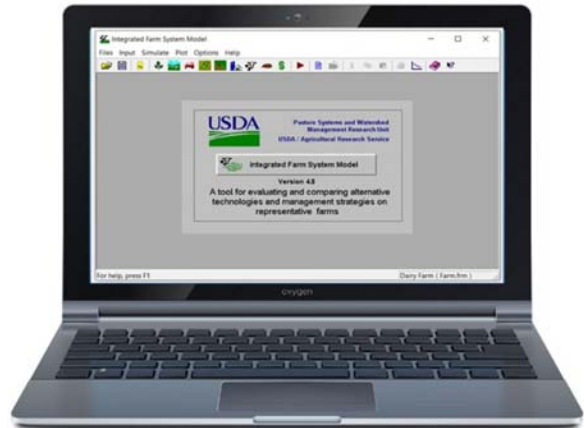 Integrated Farm System Model
Files Input Simulate Plot Options Help
USDA
Pasture Systems and Watershed
Management Research Unit
USDA / Agricultural Research Service
Integrated Farm System Model
Version 4.5
A tool for evaluating and comparing alternative
technologies and management strategies on
representative farms
For help, press F1
Dairy Farm ( Farm.frm )
oxygen